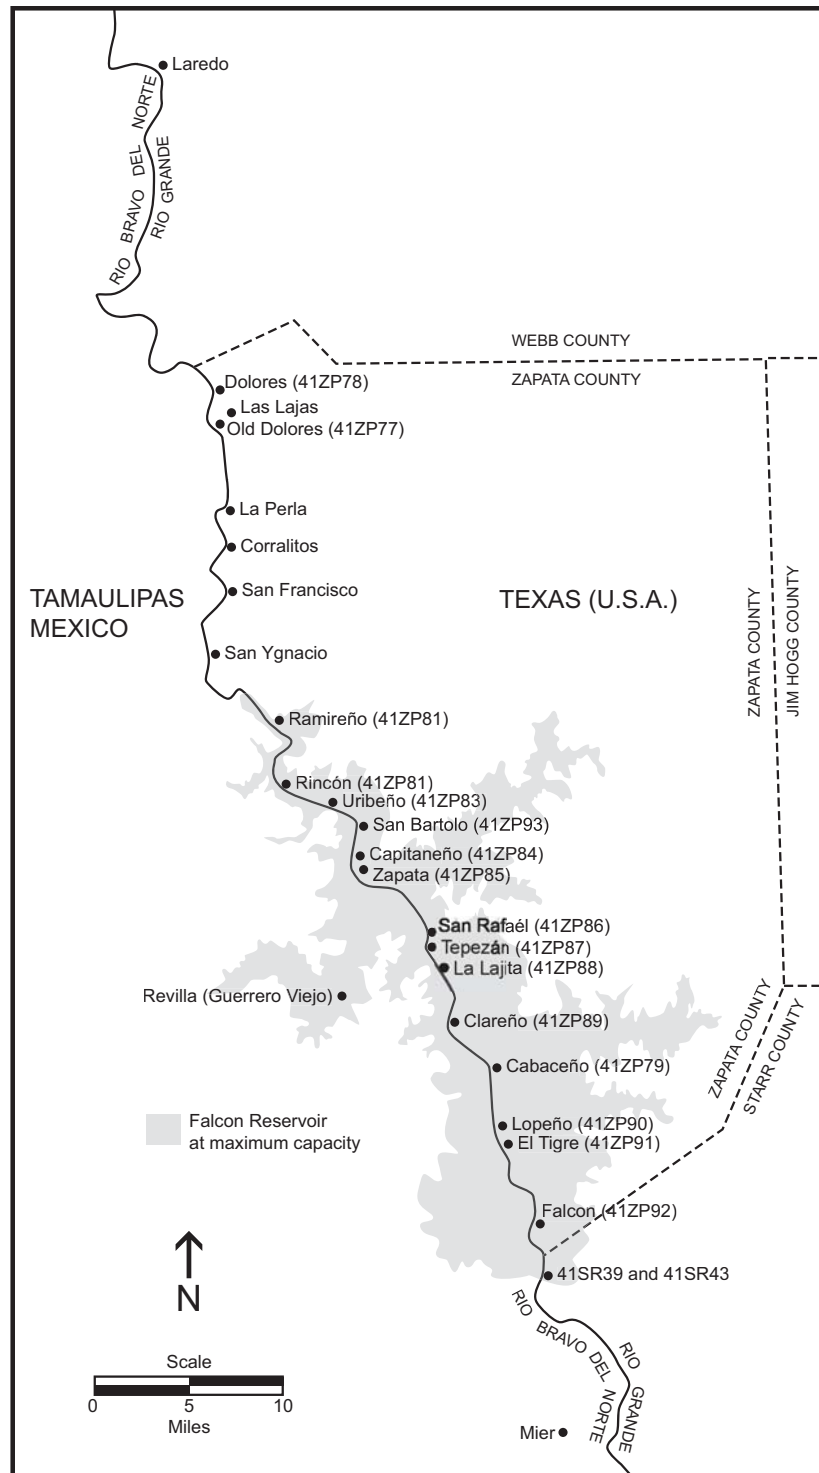 Laredo
RIO BRAVO DEL NORTE
RIO GRANDE
WEBB COUNTY
ZAPATA COUNTY
Dolores (41ZP78)
Las Lajas
Old Dolores (41ZP77)
La Perla
Corralitos
San Francisco
TAMAULIPAS
MEXICO
TEXAS (U.S.A.)
ZAPATA COUNTY
JIM HOGG COUNTY
San Ygnacio
Ramireño (41ZP81)
Rincón (41ZP81)
Uribeño (41ZP83)
San Bartolo (41ZP93)
Capitaneño (41ZP84)
Zapata (41ZP85)
San Rafaél (41ZP86)
Tepezán (41ZP87)
La Lajita (41ZP88)
Revilla (Guerrero Viejo)
Clareño (41ZP89)
ZAPATA COUNTY
STARR COUNTY
Cabaceño (41ZP79)
Falcon Reservoir
at maximum capacity
Lopeño (41ZP90)
El Tigre (41ZP91)
Falcon (41ZP92)
41SR39 and 41SR43
N
RIO BRAVO DEL NORTE
RIO GRANDE
Scale
0 5 10
Miles
Mier